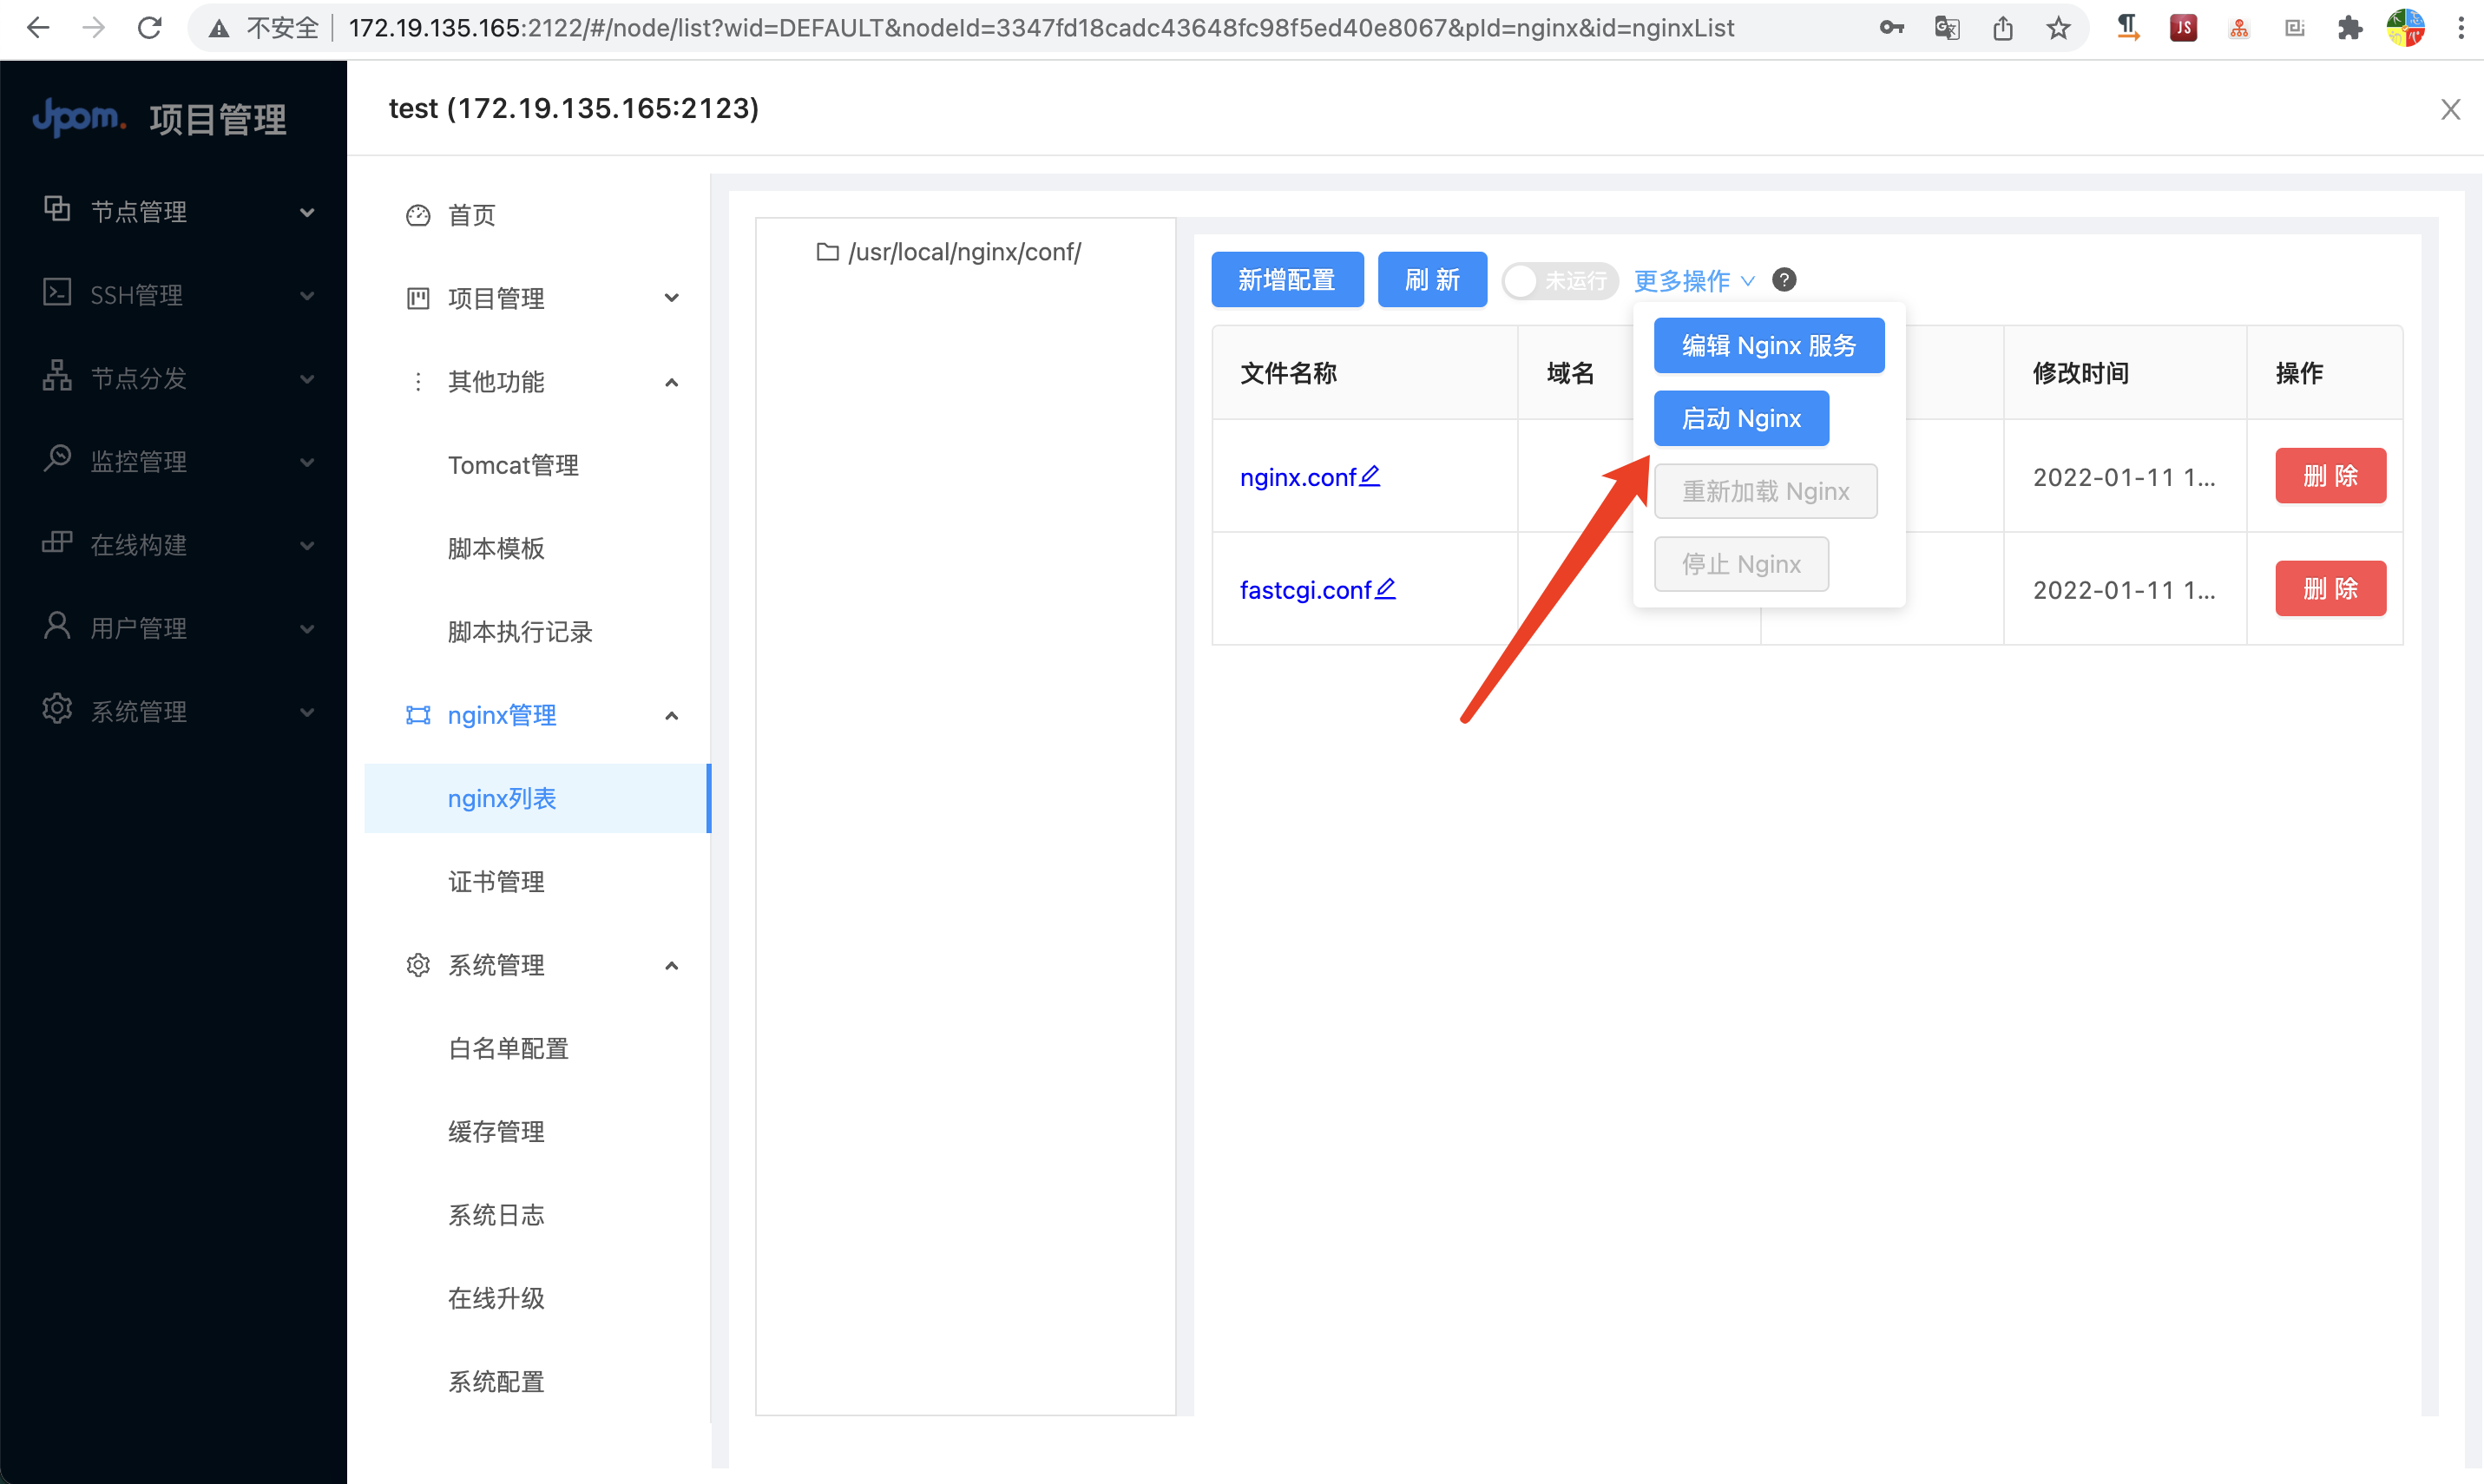 不安全
172.19.135.165:2122/#/node/list?wid=DEFAULT&nodeId=3347fd18cadc43648fc98f5ed40e8067&pId=nginx&id=nginxList
JS
Jpom. 项目管理
节点管理
SSH管理
节点分发
监控管理
在线构建
用户管理
系统管理
test (172.19.135.165:2123)
首页
项目管理
其他功能
Tomcat管理
脚本模板
脚本执行记录
nginx管理
nginx列表
证书管理
系统管理
白名单配置
缓存管理
系统日志
在线升级
系统配置
/usr/local/nginx/conf/
新增配置 刷 新 未运行 更多操作 ?
编辑 Nginx 服务
启动 Nginx
重新加载 Nginx
停止 Nginx
文件名称 域名 修改时间 操作
nginx.conf 2022-01-11 1... 删 除
fastcgi.conf 2022-01-11 1... 删 除